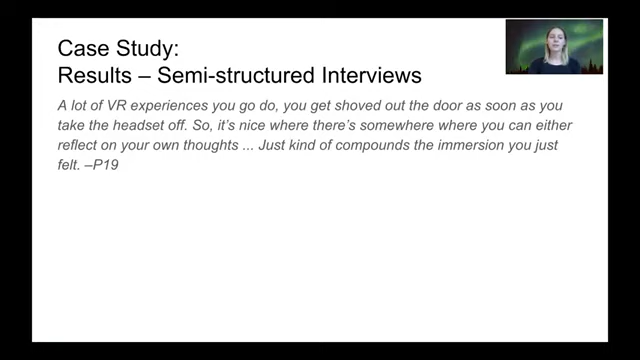 Case Study:
Results – Semi-structured Interviews
A lot of VR experiences you go do, you get shoved out the door as soon as you
take the headset off. So, it's nice where there's somewhere where you can either
reflect on your own thoughts ... Just kind of compounds the immersion you just
felt. –P19